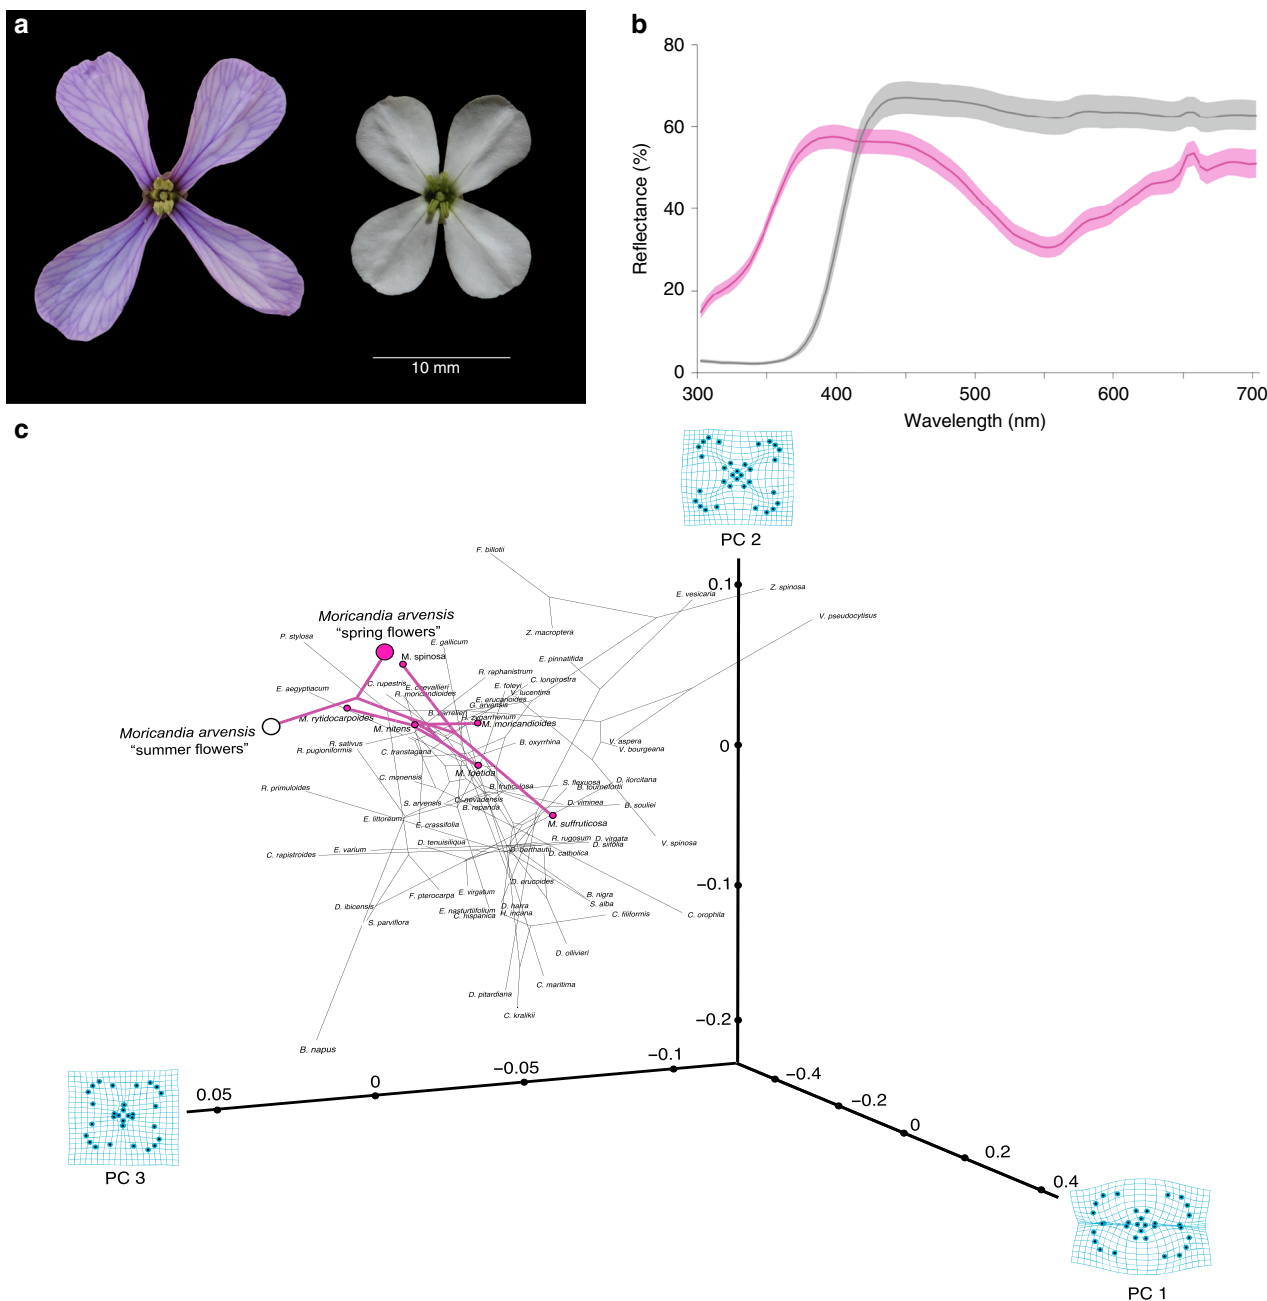 a
10 mm
b
80
60
40
20
0
Reflectance (%)
300
400
500
600
700
Wavelength (nm)
c
PC 2
0.1
0
−0.1
−0.2
F. billotii
Z. spinosa
E. vesicaria
V. pseudocytisus
Moricandia arvensis
"spring flowers"
Z. macroptera
P. stylosa
E. gallicum
M. spinosa
E. pinnatifida
R. raphanistrum
C. longirostra
C. rupestris
E. chevallieri
E. foleyi
E. aegyptiacum
R. moricandioides
V. lucentina
E. erucarioides
G. arvensis
B. barrelieri
H. zygarrhenum
M. rytidocarpoides
M. moricandioides
M. nitens
Moricandia arvensis
"summer flowers"
R. sativus
R. pugioniformis
C. transtagana
B. oxyrrhina
V. aspera
V. bourgeana
M. foetida
C. monensis
R. primuloides
B. fruticulosa
S. flexuosa
D. ilorcitana
B. tournefortii
S. arvensis
C. nevadensis
B. repanda
D. viminea
B. souliei
E. littoreum
E. crassifolia
M. suffruticosa
D. tenuisiliqua
R. rugosum
D. virgata
D. siifolia
V. spinosa
C. rapistroides
E. varium
D. berthautii
D. catholica
D. erucoides
F. pterocarpa
E. virgatum
B. nigra
S. alba
D. ibicensis
E. nasturtiifolium
D. harra
C. hispanica
H. incana
C. filiformis
C. orophila
S. parviflora
D. ollivieri
C. maritima
D. pitardiana
C. kralikii
B. napus
0.05
0
−0.05
−0.1
PC 3
−0.4
−0.2
0
0.2
0.4
PC 1